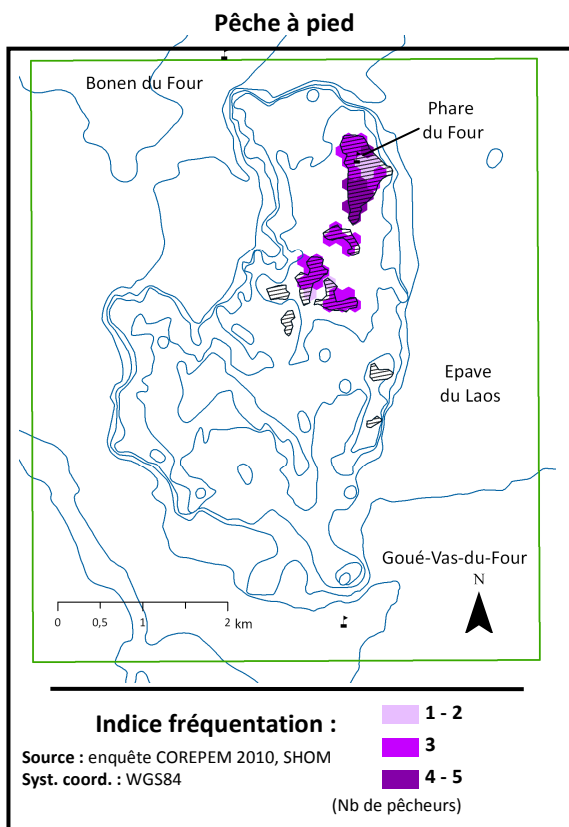 Pêche à pied
Bonen du Four
Phare
du Four
Epave
du Laos
Goué-Vas-du-Four
N
0 0,5 1 2 km
Indice fréquentation :
Source : enquête COREPEM 2010, SHOM
Syst. coord. : WGS84
1 - 2
3
4 - 5
(Nb de pêcheurs)